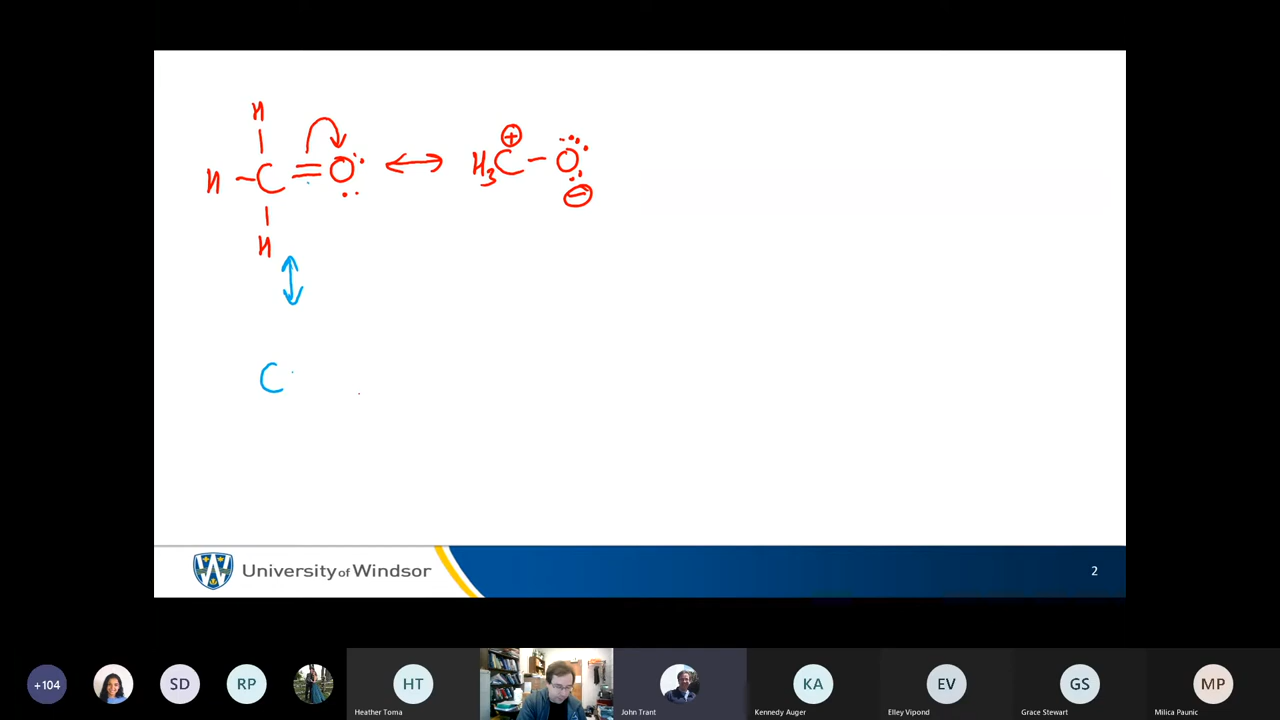 H
H - C = O ⟷ H₃C⊕ - O⊖
H
C
University of Windsor
2
+104
SD
RP
HT
KA
EV
GS
MP
Heather Toma
John Trant
Kennedy Auger
Elley Vipond
Grace Stewart
Milica Paunic